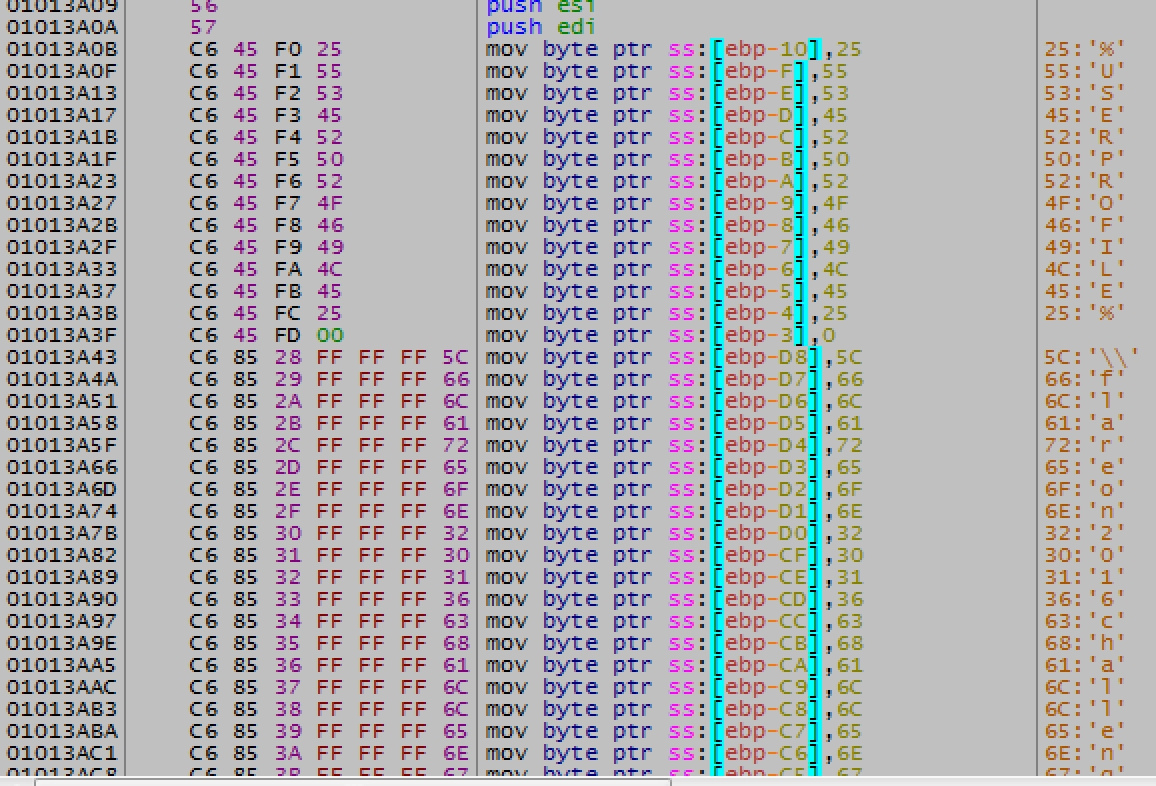 01013A09 56 push esi
01013A0A 57 push edi
01013A0B C6 45 F0 25 mov byte ptr ss:[ebp-10],25 25:'%'
01013A0F C6 45 F1 55 mov byte ptr ss:[ebp-F],55 55:'U'
01013A13 C6 45 F2 53 mov byte ptr ss:[ebp-E],53 53:'S'
01013A17 C6 45 F3 45 mov byte ptr ss:[ebp-D],45 45:'E'
01013A1B C6 45 F4 52 mov byte ptr ss:[ebp-C],52 52:'R'
01013A1F C6 45 F5 50 mov byte ptr ss:[ebp-B],50 50:'P'
01013A23 C6 45 F6 52 mov byte ptr ss:[ebp-A],52 52:'R'
01013A27 C6 45 F7 4F mov byte ptr ss:[ebp-9],4F 4F:'O'
01013A2B C6 45 F8 46 mov byte ptr ss:[ebp-8],46 46:'F'
01013A2F C6 45 F9 49 mov byte ptr ss:[ebp-7],49 49:'I'
01013A33 C6 45 FA 4C mov byte ptr ss:[ebp-6],4C 4C:'L'
01013A37 C6 45 FB 45 mov byte ptr ss:[ebp-5],45 45:'E'
01013A3B C6 45 FC 25 mov byte ptr ss:[ebp-4],25 25:'%'
01013A3F C6 45 FD 00 mov byte ptr ss:[ebp-3],0
01013A43 C6 85 28 FF FF FF 5C mov byte ptr ss:[ebp-D8],5C 5C:'\\'
01013A4A C6 85 29 FF FF FF 66 mov byte ptr ss:[ebp-D7],66 66:'f'
01013A51 C6 85 2A FF FF FF 6C mov byte ptr ss:[ebp-D6],6C 6C:'l'
01013A58 C6 85 2B FF FF FF 61 mov byte ptr ss:[ebp-D5],61 61:'a'
01013A5F C6 85 2C FF FF FF 72 mov byte ptr ss:[ebp-D4],72 72:'r'
01013A66 C6 85 2D FF FF FF 65 mov byte ptr ss:[ebp-D3],65 65:'e'
01013A6D C6 85 2E FF FF FF 6F mov byte ptr ss:[ebp-D2],6F 6F:'o'
01013A74 C6 85 2F FF FF FF 6E mov byte ptr ss:[ebp-D1],6E 6E:'n'
01013A7B C6 85 30 FF FF FF 32 mov byte ptr ss:[ebp-D0],32 32:'2'
01013A82 C6 85 31 FF FF FF 30 mov byte ptr ss:[ebp-CF],30 30:'0'
01013A89 C6 85 32 FF FF FF 31 mov byte ptr ss:[ebp-CE],31 31:'1'
01013A90 C6 85 33 FF FF FF 36 mov byte ptr ss:[ebp-CD],36 36:'6'
01013A97 C6 85 34 FF FF FF 63 mov byte ptr ss:[ebp-CC],63 63:'c'
01013A9E C6 85 35 FF FF FF 68 mov byte ptr ss:[ebp-CB],68 68:'h'
01013AA5 C6 85 36 FF FF FF 61 mov byte ptr ss:[ebp-CA],61 61:'a'
01013AAC C6 85 37 FF FF FF 6C mov byte ptr ss:[ebp-C9],6C 6C:'l'
01013AB3 C6 85 38 FF FF FF 6C mov byte ptr ss:[ebp-C8],6C 6C:'l'
01013ABA C6 85 39 FF FF FF 65 mov byte ptr ss:[ebp-C7],65 65:'e'
01013AC1 C6 85 3A FF FF FF 6E mov byte ptr ss:[ebp-C6],6E 6E:'n'
01013AC8 C6 85 3B FF FF FF 67 mov byte ptr ss:[ebp-C5],67 67:'g'